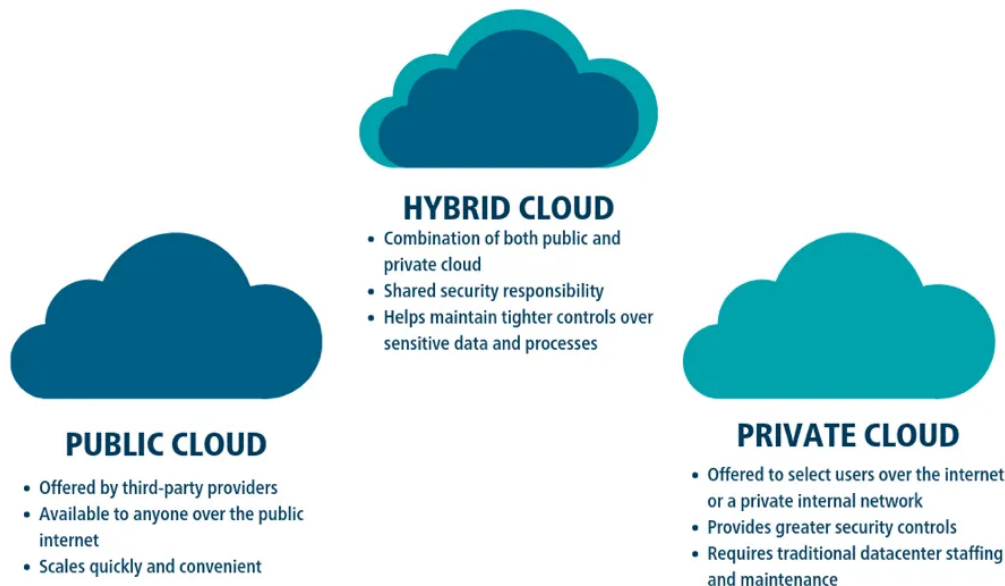 HYBRID CLOUD
• Combination of both public and
private cloud
• Shared security responsibility
• Helps maintain tighter controls over
sensitive data and processes
PUBLIC CLOUD
• Offered by third-party providers
• Available to anyone over the public
internet
• Scales quickly and convenient
PRIVATE CLOUD
• Offered to select users over the internet
or a private internal network
• Provides greater security controls
• Requires traditional datacenter staffing
and maintenance